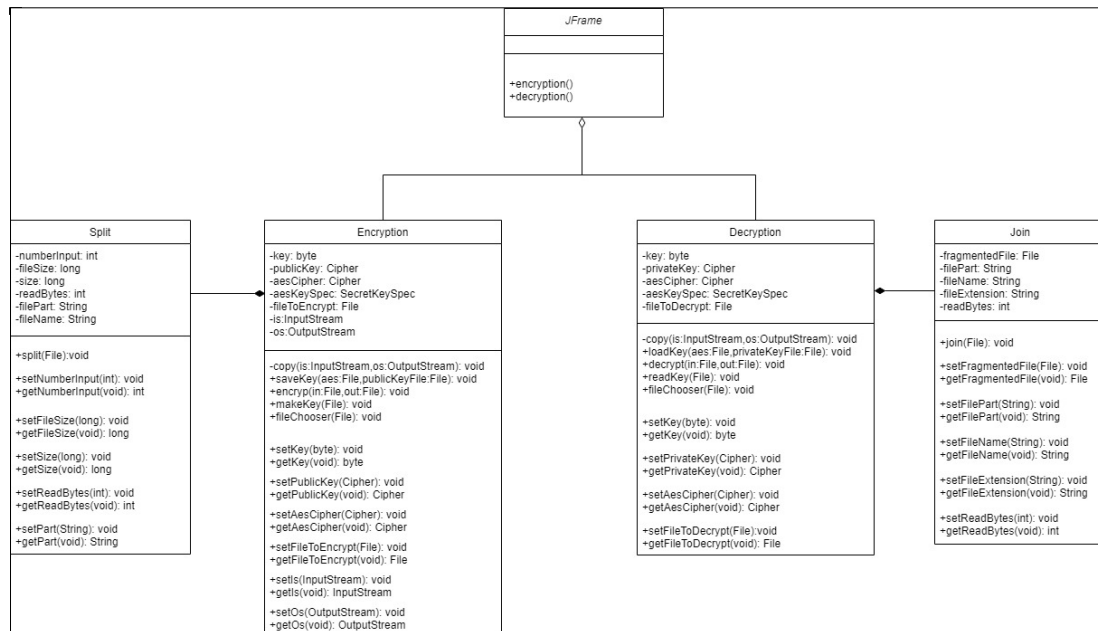 JFrame
+encryption()
+decryption()
Split
-numberInput: int
-fileSize: long
-size: long
-readBytes: int
-filePart: String
-fileName: String
+split(File):void
+setNumberInput(int): void
+getNumberInput(void): int
+setFileSize(long): void
+getFileSize(void): long
+setSize(long): void
+getSize(void): long
+setReadBytes(int): void
+getReadBytes(void): int
+setPart(String): void
+getPart(void): String
Encryption
-key: byte
-publicKey: Cipher
-aesCipher: Cipher
-aesKeySpec: SecretKeySpec
-fileToEncrypt: File
-is:InputStream
-os:OutputStream
-copy(is:InputStream,os:OutputStream): void
+saveKey(aes:File,publicKeyFile:File): void
+encryp(in:File,out:File): void
+makeKey(File): void
+fileChooser(File): void
+setKey(byte): void
+getKey(void): byte
+setPublicKey(Cipher): void
+getPublicKey(void): Cipher
+setAesCipher(Cipher): void
+getAesCipher(void): Cipher
+setFileToEncrypt(File): void
+getFileToEncrypt(void): File
+setIs(InputStream): void
+getIs(void): InputStream
+setOs(OutputStream): void
+getOs(void): OutputStream
Decryption
-key: byte
-privateKey: Cipher
-aesCipher: Cipher
-aesKeySpec: SecretKeySpec
-fileToDecrypt: File
-copy(is:InputStream,os:OutputStream): void
+loadKey(aes:File,privateKeyFile:File): void
+decrypt(in:File,out:File): void
+readKey(File): void
+fileChooser(File): void
+setKey(byte): void
+getKey(void): byte
+setPrivateKey(Cipher): void
+getPrivateKey(void): Cipher
+setAesCipher(Cipher): void
+getAesCipher(void): Cipher
+setFileToDecrypt(File):void
+getFileToDecrypt(void): File
Join
-fragmentedFile: File
-filePart: String
-fileName: String
-fileExtension: String
-readBytes: int
+join(File): void
+setFragmentedFile(File): void
+getFragmentedFile(void): File
+setFilePart(String): void
+getFilePart(void): String
+setFileName(String): void
+getFileName(void): String
+setFileExtension(String): void
+getFileExtension(void): String
+setReadBytes(int): void
+getReadBytes(void): int